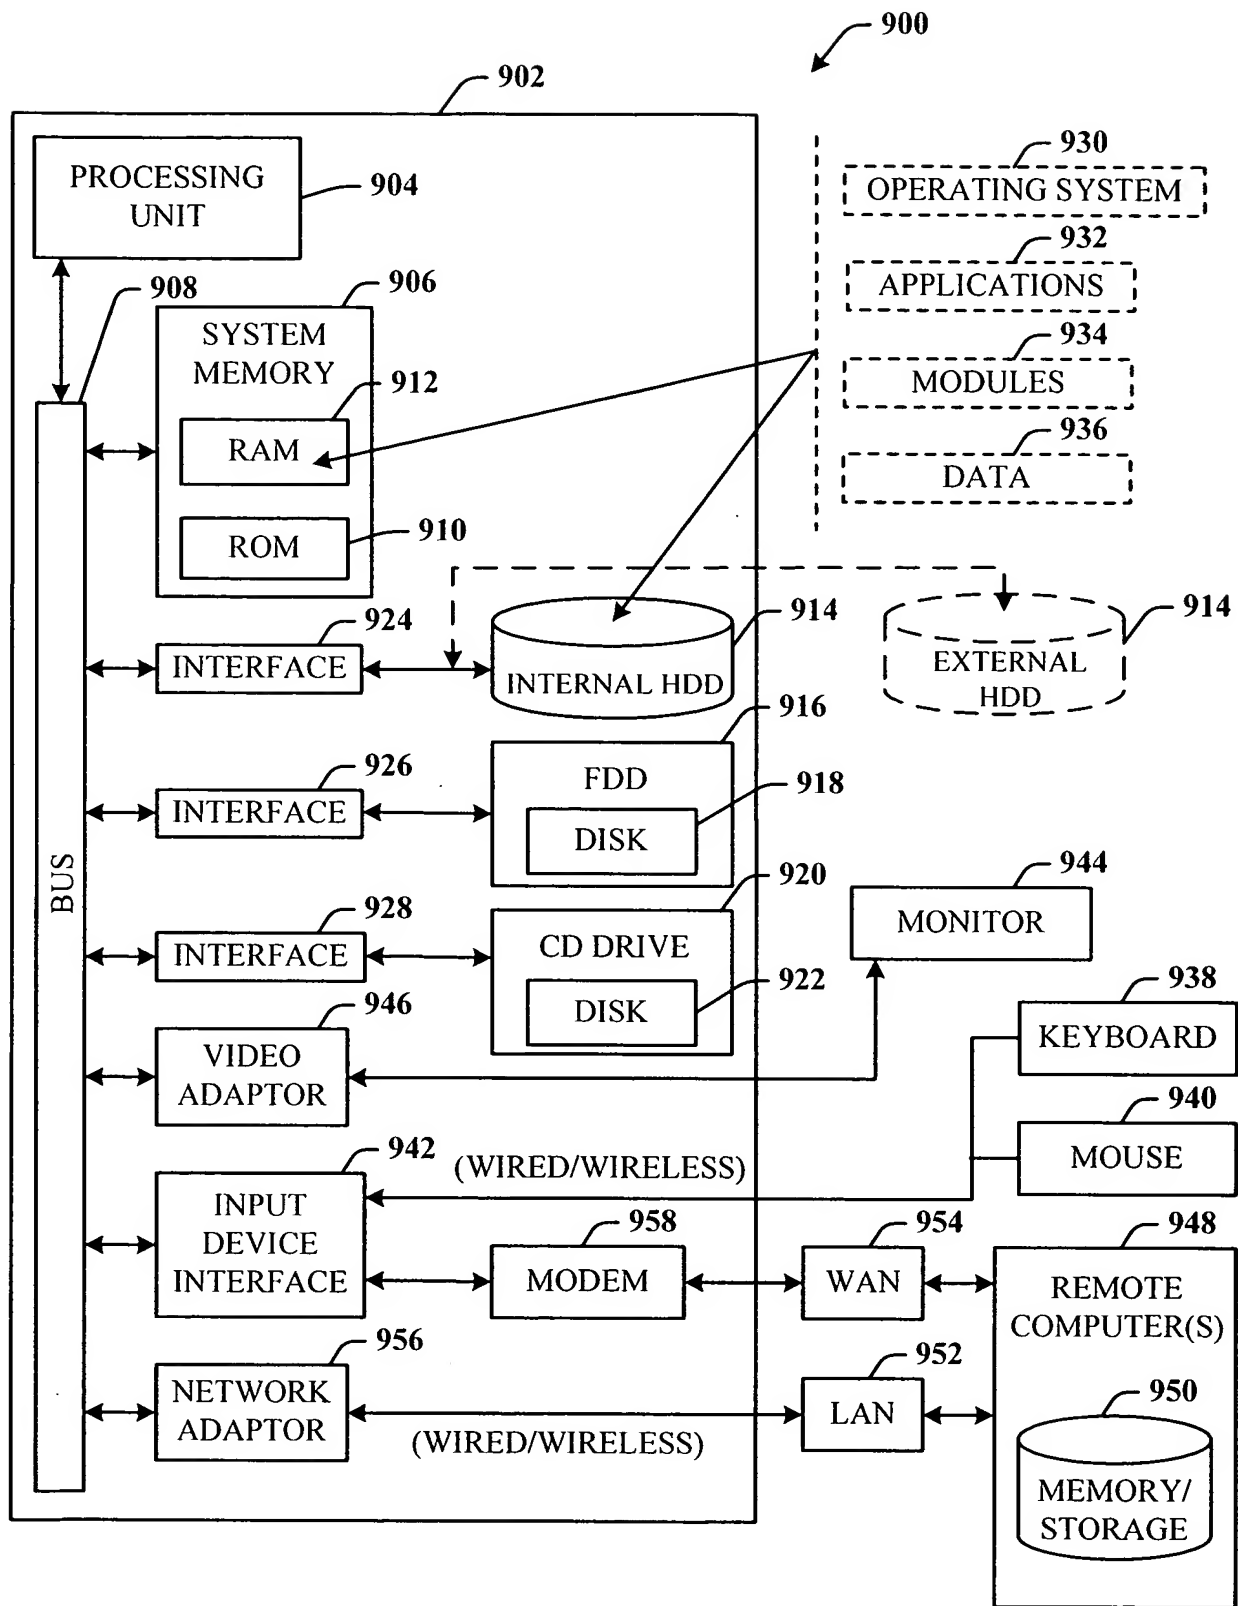 900
902
PROCESSING
UNIT
904
930
OPERATING SYSTEM
932
APPLICATIONS
934
MODULES
936
DATA
908
906
SYSTEM
MEMORY
912
RAM
910
ROM
924
INTERFACE
914
INTERNAL HDD
914
EXTERNAL
HDD
916
926
INTERFACE
FDD
918
DISK
BUS
920
928
INTERFACE
CD DRIVE
922
DISK
944
MONITOR
946
VIDEO
ADAPTOR
938
KEYBOARD
940
MOUSE
942
(WIRED/WIRELESS)
INPUT
DEVICE
INTERFACE
958
MODEM
954
WAN
948
REMOTE
COMPUTER(S)
956
NETWORK
ADAPTOR
(WIRED/WIRELESS)
952
LAN
950
MEMORY/
STORAGE